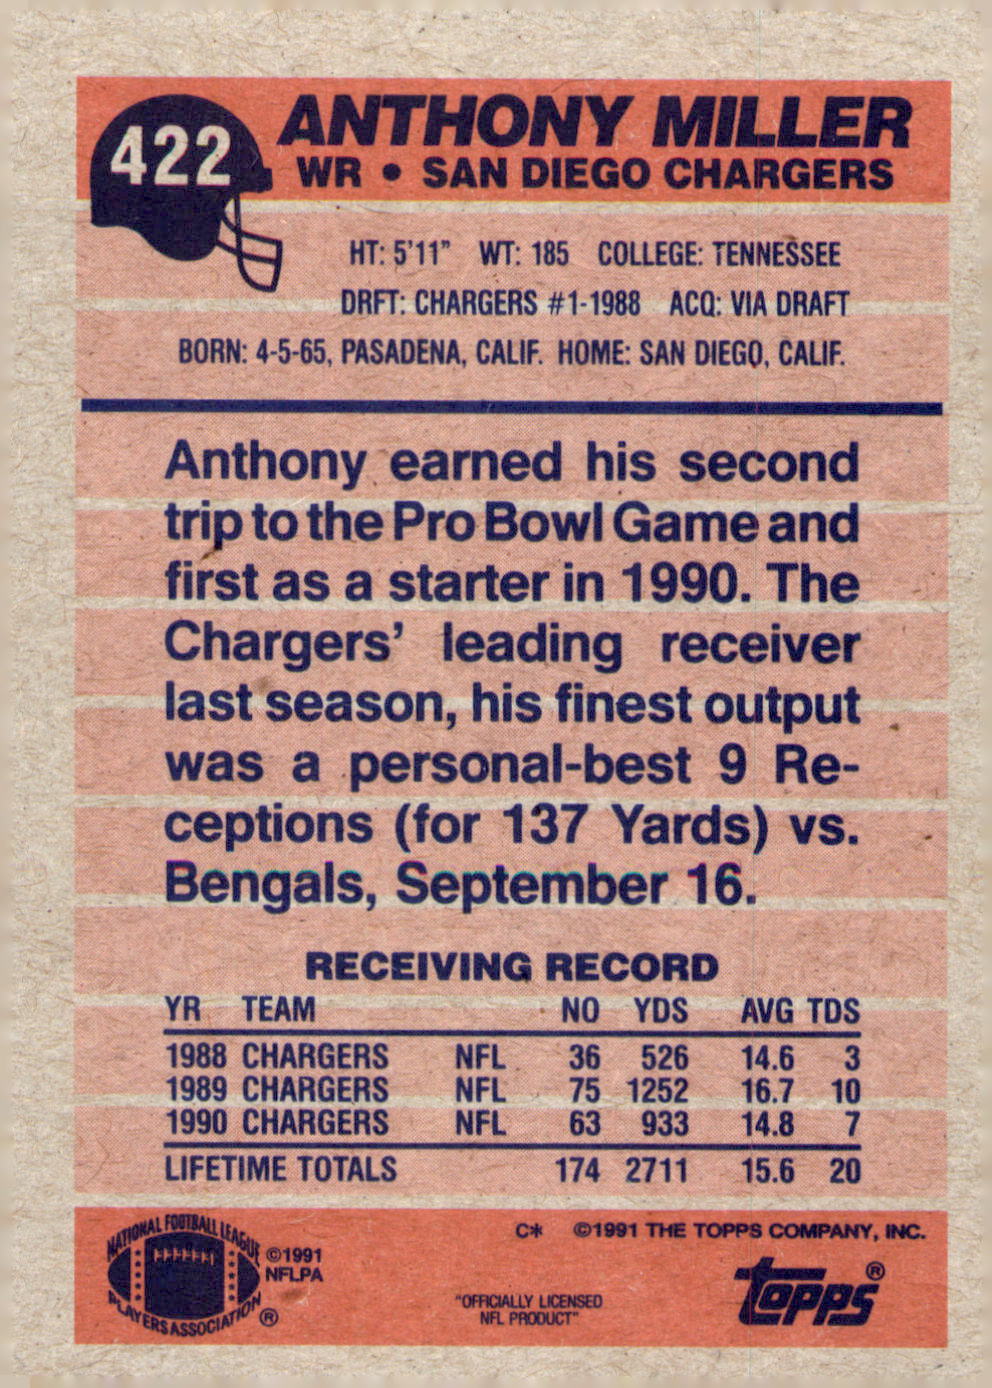 422
ANTHONY MILLER
WR • SAN DIEGO CHARGERS
HT: 5'11" WT: 185 COLLEGE: TENNESSEE
DRFT: CHARGERS #1-1988 ACQ: VIA DRAFT
BORN: 4-5-65, PASADENA, CALIF. HOME: SAN DIEGO, CALIF.
Anthony earned his second
trip to the Pro Bowl Game and
first as a starter in 1990. The
Chargers' leading receiver
last season, his finest output
was a personal-best 9 Re-
ceptions (for 137 Yards) vs.
Bengals, September 16.
RECEIVING RECORD
YR TEAM NO YDS AVG TDS
1988 CHARGERS NFL 36 526 14.6 3
1989 CHARGERS NFL 75 1252 16.7 10
1990 CHARGERS NFL 63 933 14.8 7
LIFETIME TOTALS 174 2711 15.6 20
NATIONAL FOOTBALL LEAGUE
PLAYERS ASSOCIATION ®
©1991
NFLPA
C* ©1991 THE TOPPS COMPANY, INC.
"OFFICIALLY LICENSED
NFL PRODUCT"
topps ®